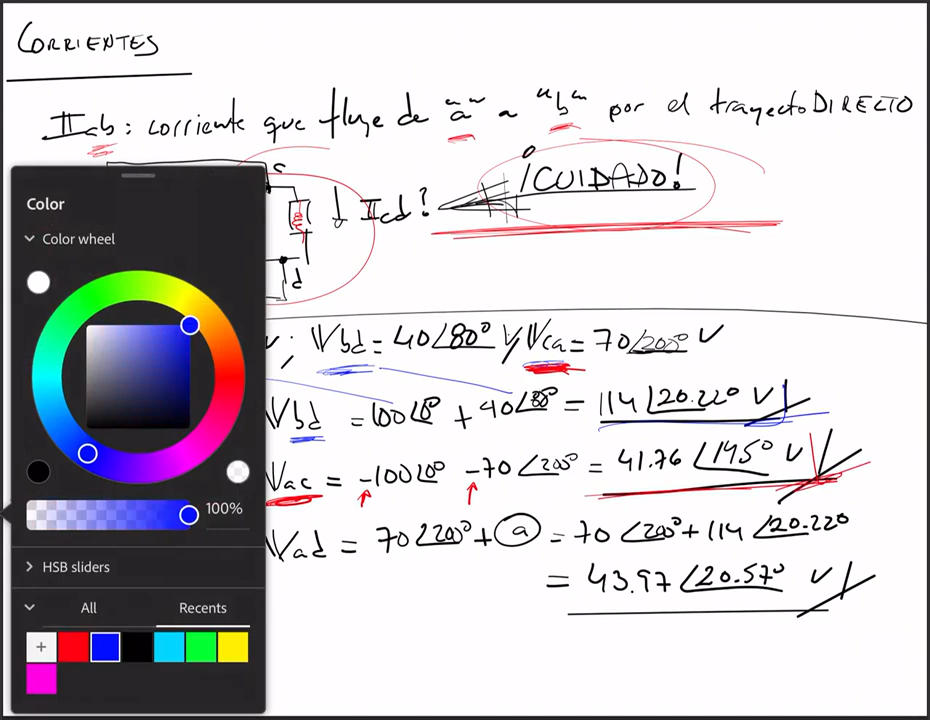 CORRIENTES
IIab: corriente que fluye de "a" a "b" por el trayecto DIRECTO
c
Icd?
¡CUIDADO!
d
Color
Color wheel
100%
HSB sliders
All Recents
v; Vbd = 40∠80° y Vca = 70∠200° V
Vbd = 100∠0° + 40∠80° = 114∠20.22° V
Vac = -100∠0° -70∠200° = 41.76∠145° V
Vad = 70∠200° + a = 70∠200° + 114∠20.22°
= 43.97∠20.57° V